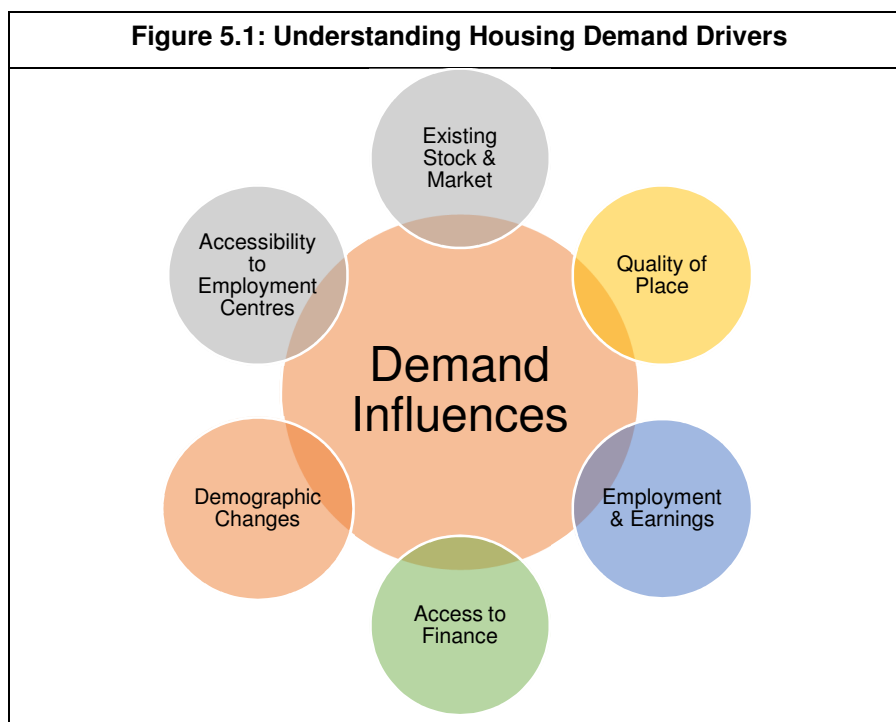 Figure 5.1: Understanding Housing Demand Drivers
Existing
Stock &
Market
Quality of
Place
Employment
& Earnings
Access to
Finance
Demographic
Changes
Accessibility
to
Employment
Centres
Demand
Influences